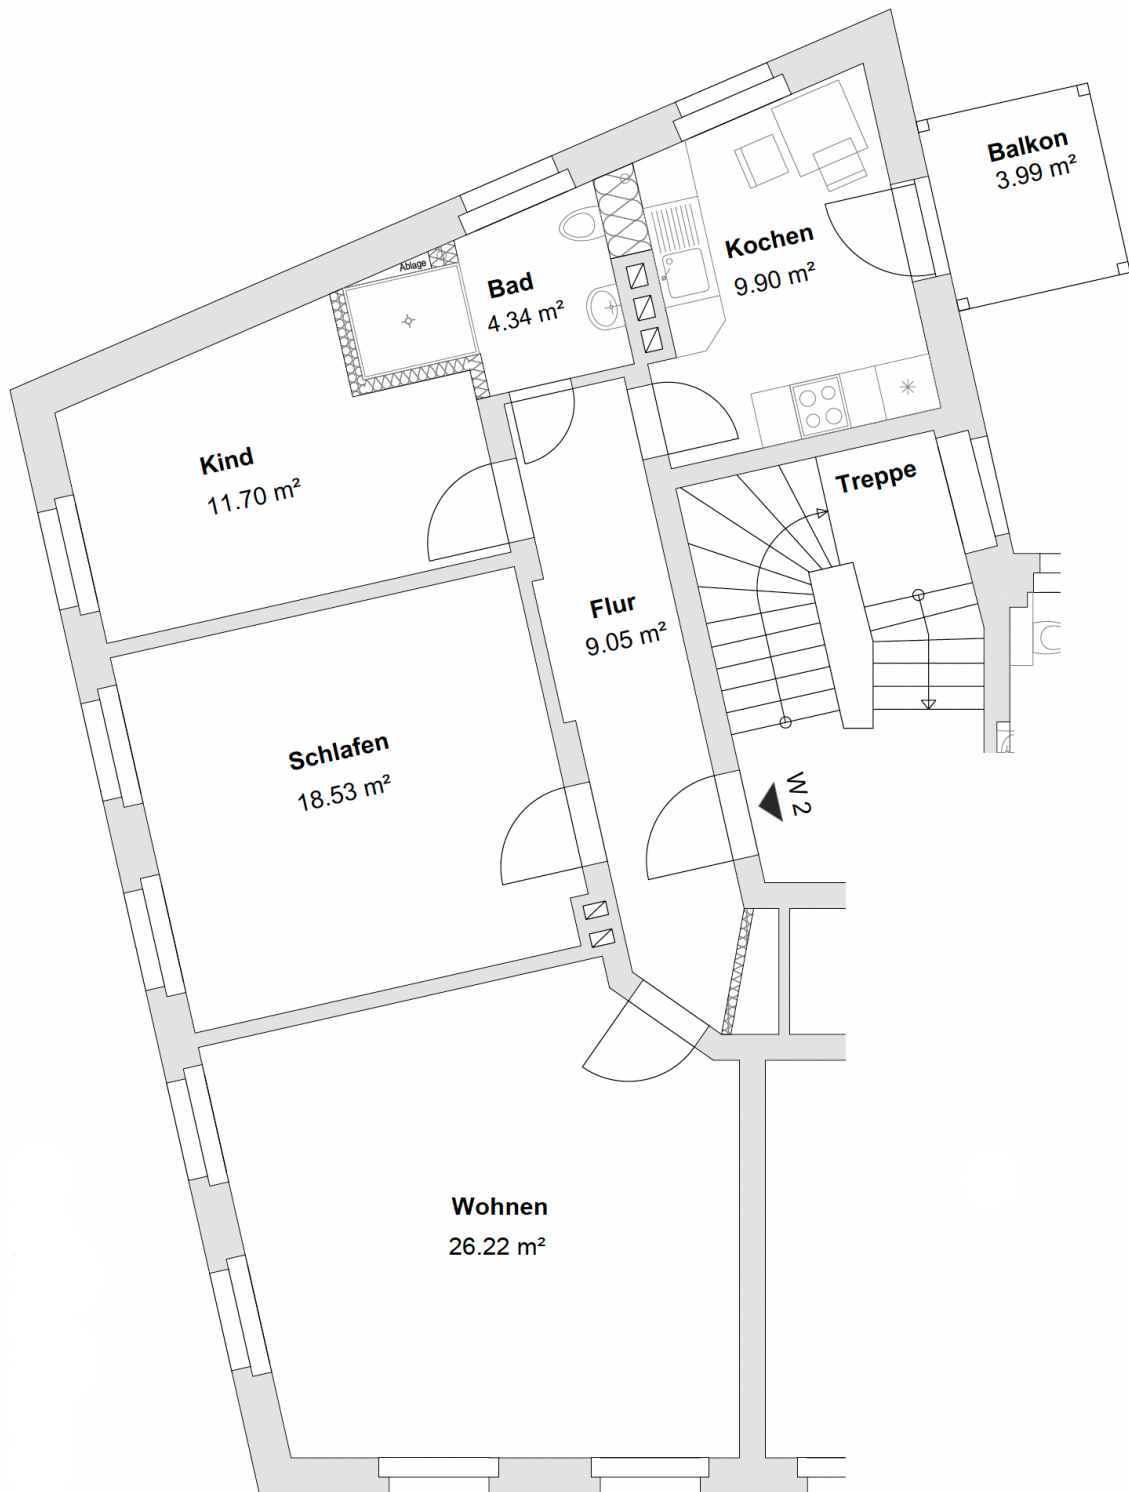 Balkon
3.99 m²
Kochen
9.90 m²
Ablage
Bad
4.34 m²
Kind
11.70 m²
Treppe
Flur
9.05 m²
Schlafen
18.53 m²
W 2
Wohnen
26.22 m²